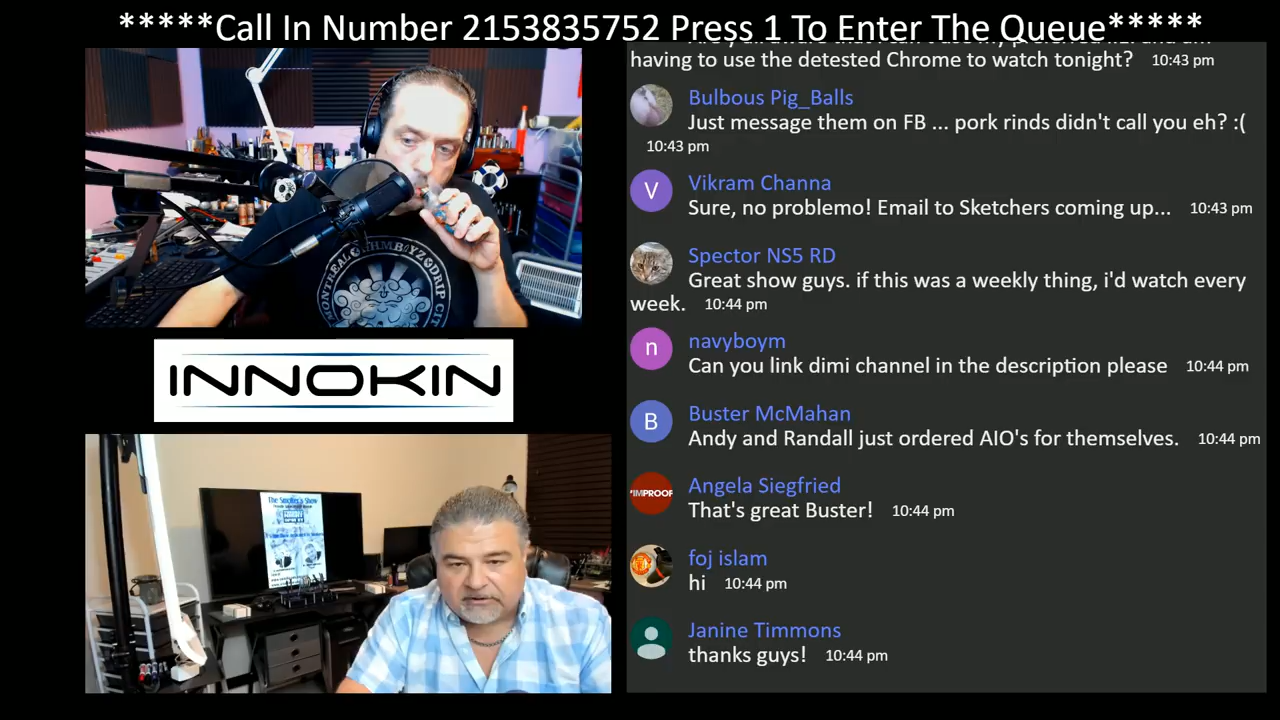 *****Call In Number 2153835752 Press 1 To Enter The Queue*****
having to use the detested Chrome to watch tonight? 10:43 pm
Bulbous Pig_Balls
Just message them on FB ... pork rinds didn't call you eh? :(
10:43 pm
V
Vikram Channa
Sure, no problemo! Email to Sketchers coming up... 10:43 pm
Spector NS5 RD
Great show guys. if this was a weekly thing, i'd watch every
week. 10:44 pm
n
navyboym
Can you link dimi channel in the description please 10:44 pm
B
Buster McMahan
Andy and Randall just ordered AIO's for themselves. 10:44 pm
Angela Siegfried
That's great Buster! 10:44 pm
foj islam
hi 10:44 pm
Janine Timmons
thanks guys! 10:44 pm
MONTREAL OHMBOYZ DRIP
INNOKIN
The Smoker's Show